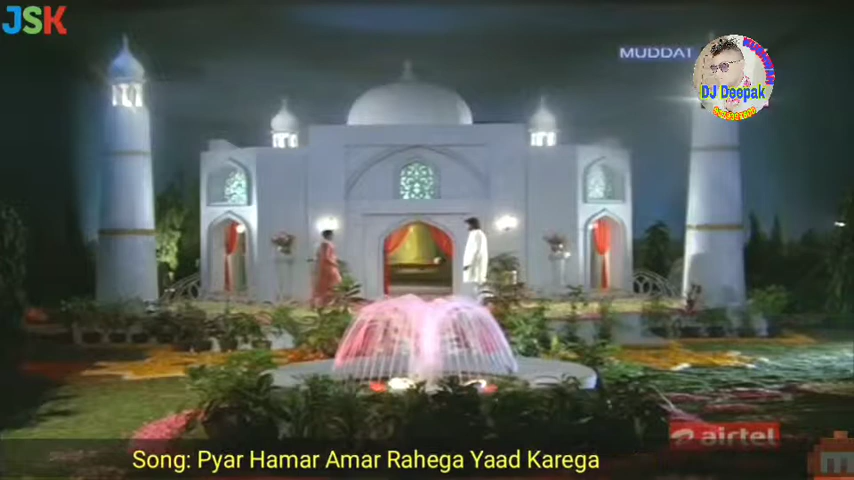 JSK
MUDDAT
DJ Deepak
airtel
Song: Pyar Hamar Amar Rahega Yaad Karega